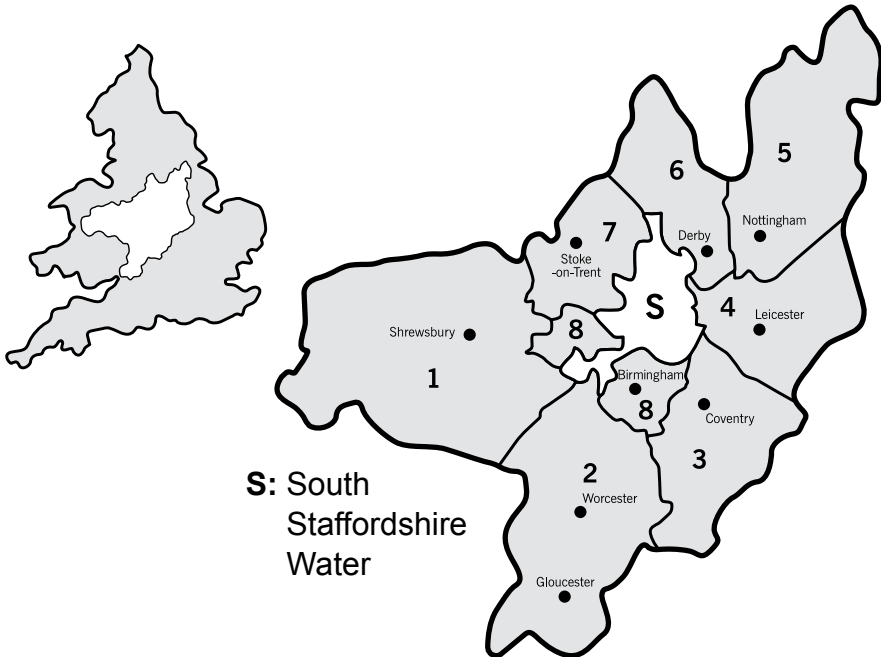 5
6
Nottingham
7
Derby
Stoke
-on-Trent
S
4
Leicester
8
Shrewsbury
1
Birmingham
8
Coventry
3
2
S: South
Staffordshire
Water
Worcester
Gloucester